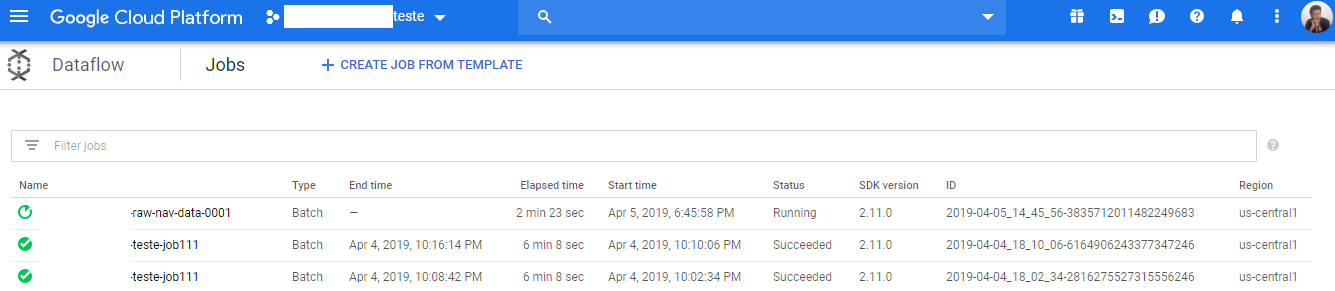 Google Cloud Platform teste
Dataflow Jobs + CREATE JOB FROM TEMPLATE
Filter jobs
Name Type End time Elapsed time Start time Status SDK version ID Region
-raw-nav-data-0001 Batch — 2 min 23 sec Apr 5, 2019, 6:45:58 PM Running 2.11.0 2019-04-05_14_45_56-3835712011482249683 us-central1
-teste-job111 Batch Apr 4, 2019, 10:16:14 PM 6 min 8 sec Apr 4, 2019, 10:10:06 PM Succeeded 2.11.0 2019-04-04_18_10_06-6164906243377347246 us-central1
-teste-job111 Batch Apr 4, 2019, 10:08:42 PM 6 min 8 sec Apr 4, 2019, 10:02:34 PM Succeeded 2.11.0 2019-04-04_18_02_34-2816275527315556246 us-central1